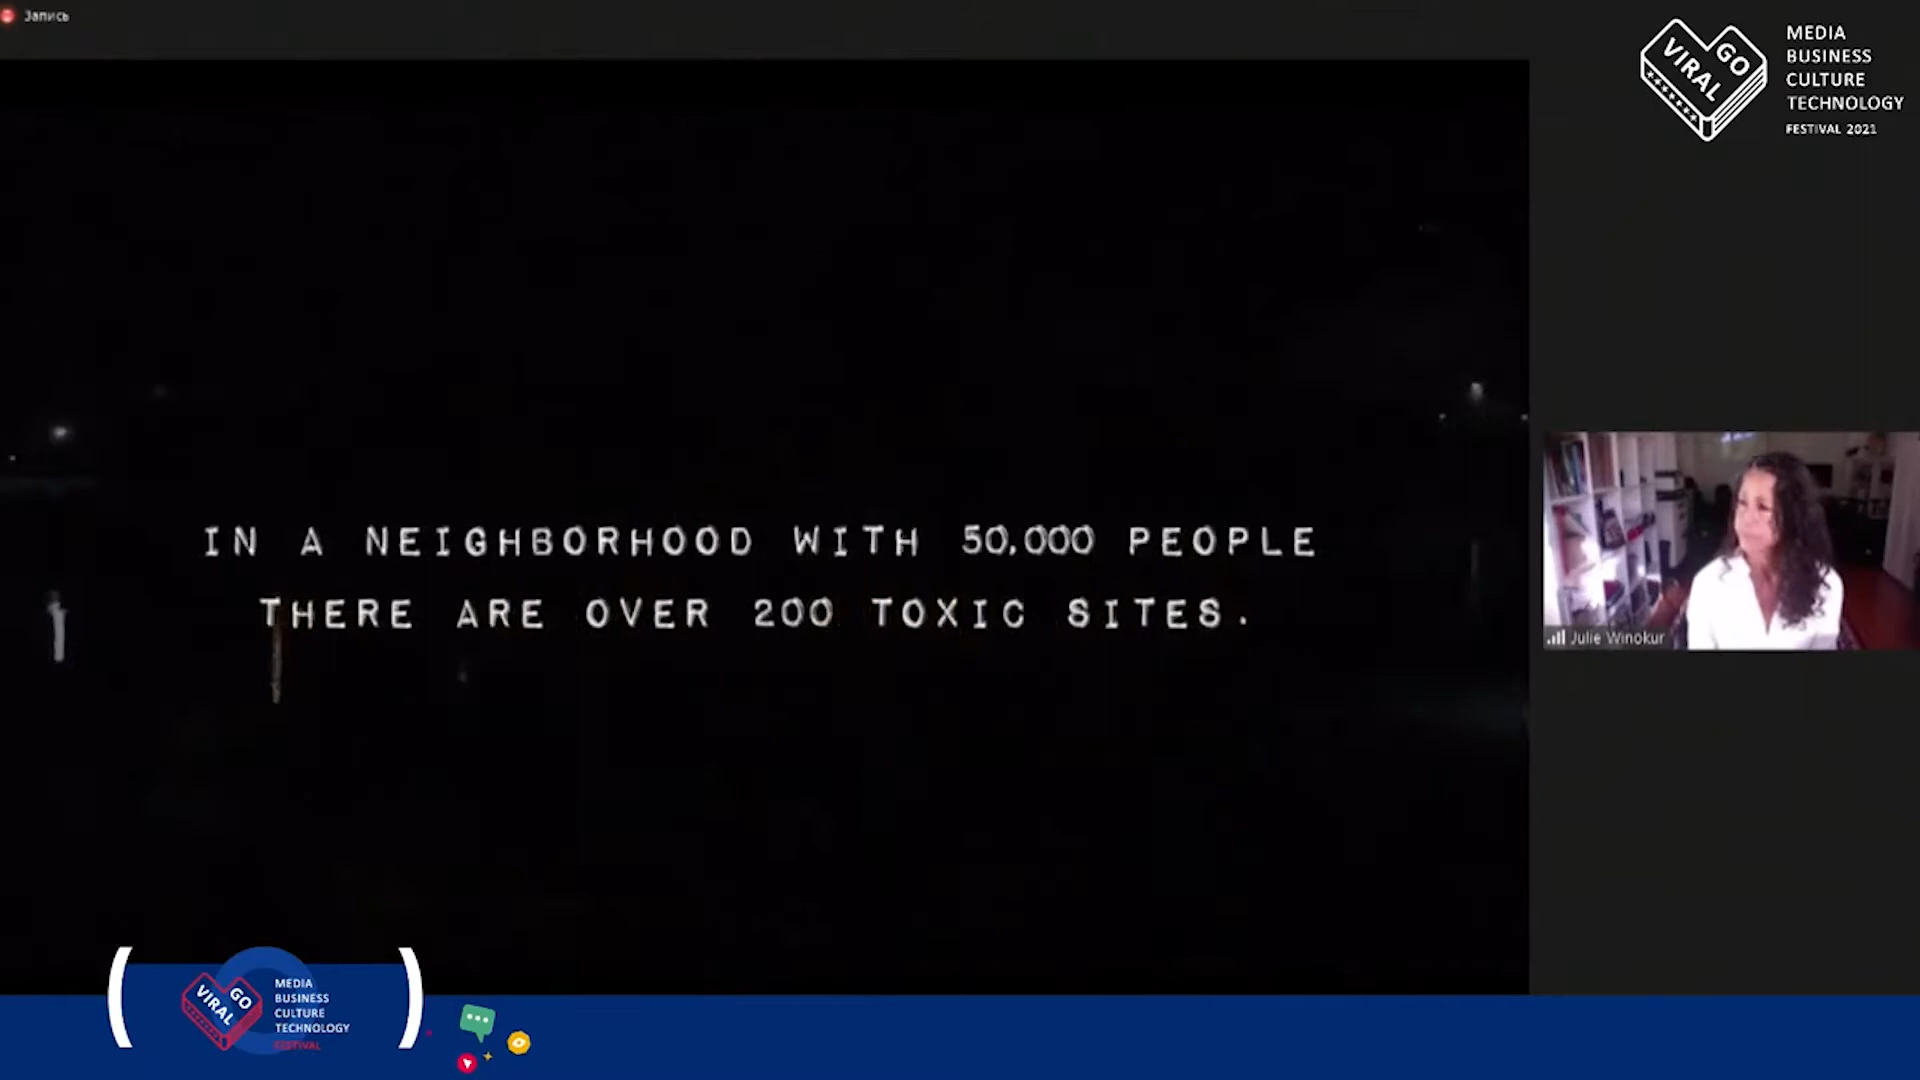 Запись
VIRAL GO
MEDIA
BUSINESS
CULTURE
TECHNOLOGY
FESTIVAL 2021
IN A NEIGHBORHOOD WITH 50,000 PEOPLE
THERE ARE OVER 200 TOXIC SITES.
Julie Winokur
VIRAL GO
MEDIA
BUSINESS
CULTURE
TECHNOLOGY
FESTIVAL